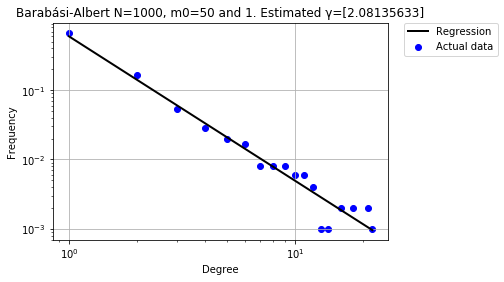 Barabási-Albert N=1000, m0=50 and 1. Estimated γ=[2.08135633]
Regression
Actual data
Frequency
10⁻¹
10⁻²
10⁻³
10⁰
10¹
Degree